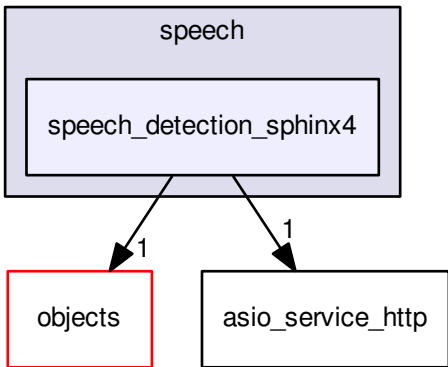 speech
speech_detection_sphinx4
1
1
objects
asio_service_http